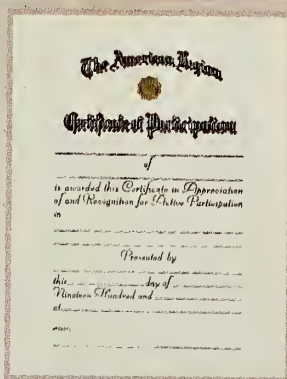 The American Legion
Certificate of Participation
of
is awarded this Certificate in Appreciation
of and Recognition for Active Participation
in
Presented by
this day of
Nineteen Hundred and
at